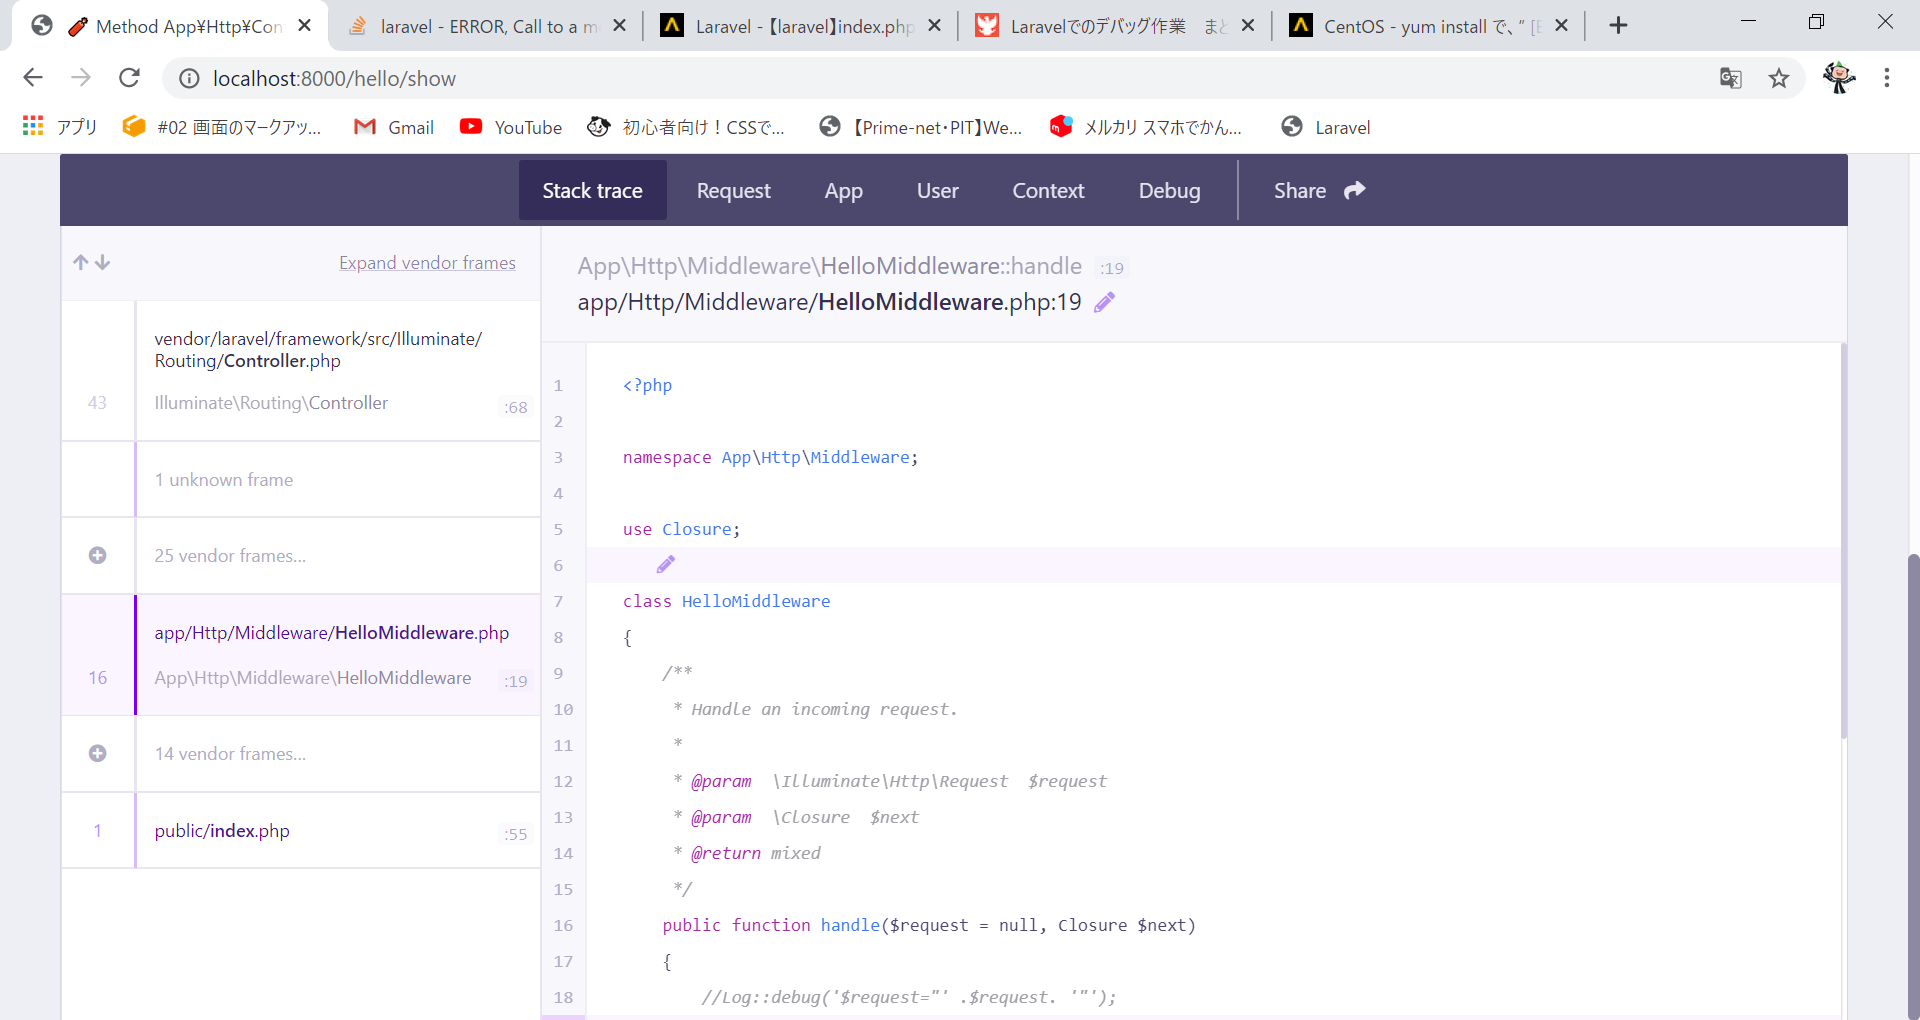 Method App¥Http¥Con
laravel - ERROR, Call to a m
Laravel - 【laravel】index.php
Laravelでのデバッグ作業　まと
CentOS - yum install で、" [E
localhost:8000/hello/show
アプリ
#02 画面のマークアッ...
Gmail
YouTube
初心者向け！CSSで...
【Prime-net・PIT】We...
メルカリ スマホでかん...
Laravel
Stack trace
Request
App
User
Context
Debug
Share
Expand vendor frames
vendor/laravel/framework/src/Illuminate/
Routing/Controller.php
43 Illuminate\Routing\Controller :68
1 unknown frame
25 vendor frames...
app/Http/Middleware/HelloMiddleware.php
16 App\Http\Middleware\HelloMiddleware :19
14 vendor frames...
1 public/index.php :55
App\Http\Middleware\HelloMiddleware::handle :19
app/Http/Middleware/HelloMiddleware.php:19
1 <?php
2
3 namespace App\Http\Middleware;
4
5 use Closure;
6
7 class HelloMiddleware
8 {
9 /**
10 * Handle an incoming request.
11 *
12 * @param  \Illuminate\Http\Request  $request
13 * @param  \Closure  $next
14 * @return mixed
15 */
16 public function handle($request = null, Closure $next)
17 {
18 //Log::debug('$request="' .$request. '"');